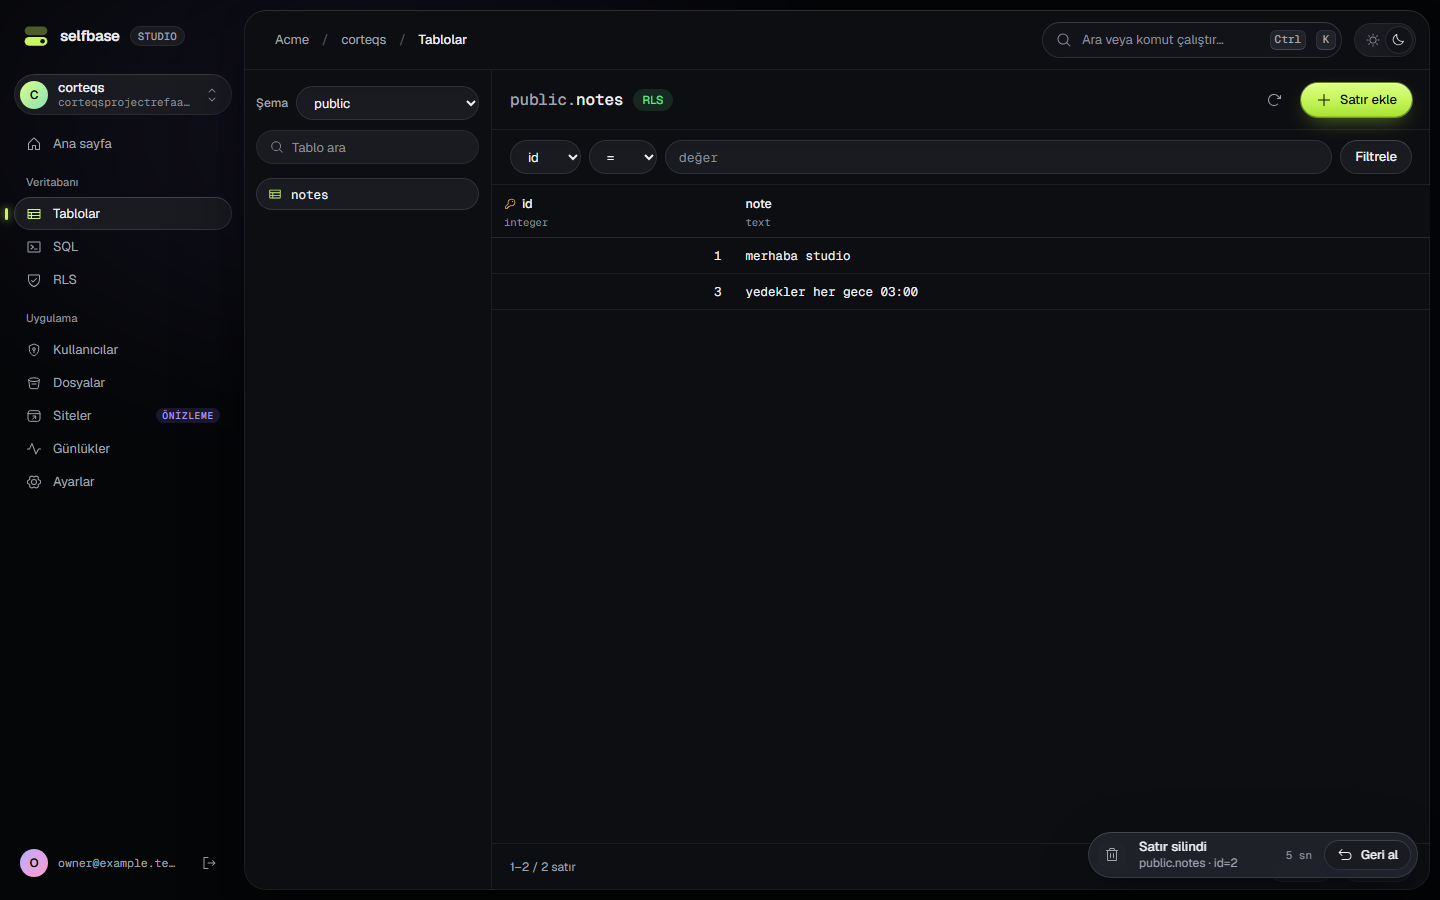 selfbase STUDIO
corteqs
corteqsprojectrefaa…
Ana sayfa
Veritabanı
Tablolar
SQL
RLS
Uygulama
Kullanıcılar
Dosyalar
Siteler ÖNİZLEME
Günlükler
Ayarlar
O owner@example.te…
Acme / corteqs / Tablolar
Ara veya komut çalıştır… Ctrl K
Şema public
Tablo ara
notes
public.notes RLS
Satır ekle
id = değer Filtrele
id note
integer text
1 merhaba studio
3 yedekler her gece 03:00
1–2 / 2 satır
Satır silindi
public.notes · id=2
5 sn Geri al
C